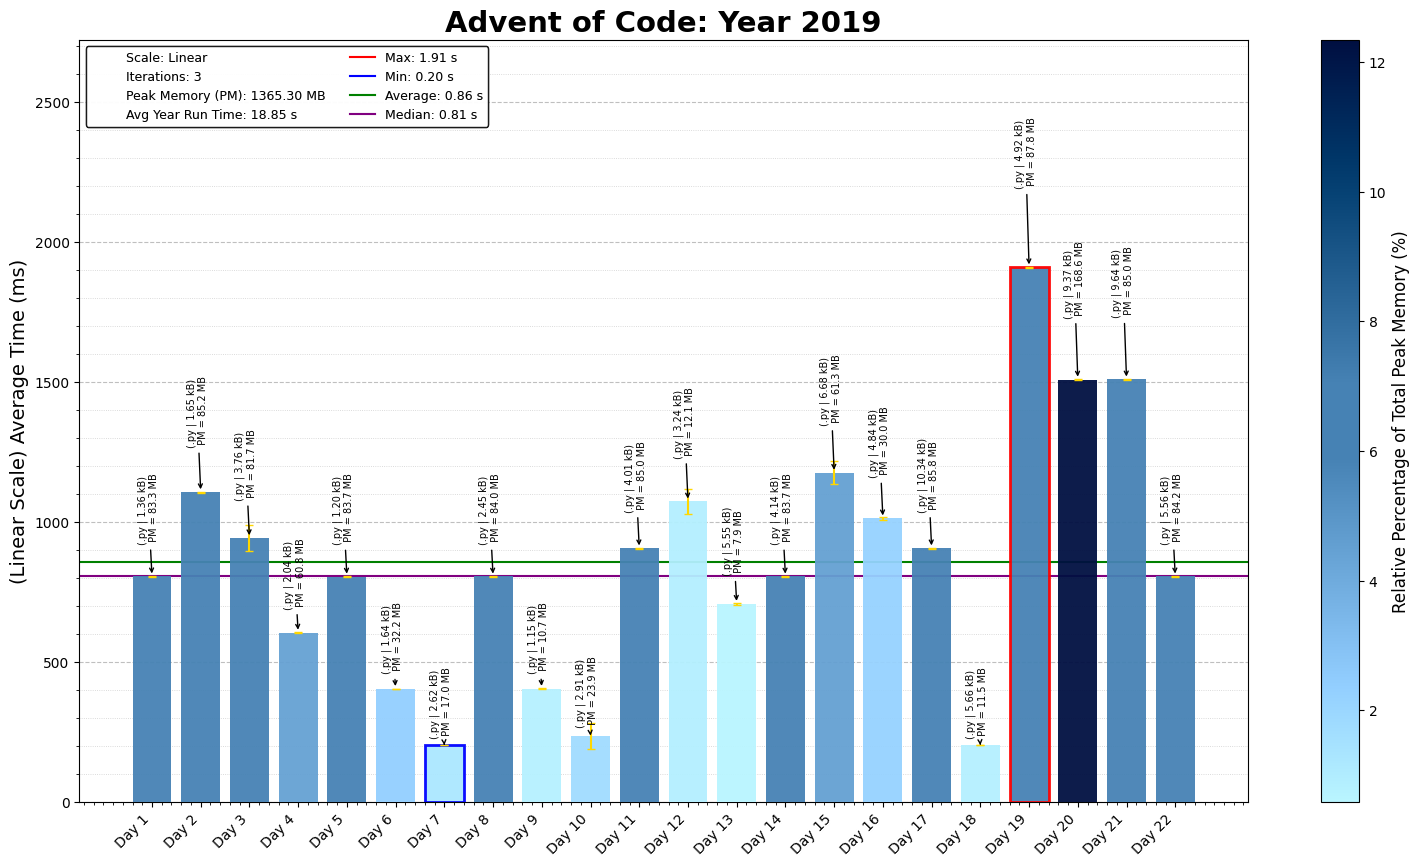 Advent of Code: Year 2019
Scale: Linear
Iterations: 3
Peak Memory (PM): 1365.30 MB
Avg Year Run Time: 18.85 s
Max: 1.91 s
Min: 0.20 s
Average: 0.86 s
Median: 0.81 s
(Linear Scale) Average Time (ms)
2500
2000
1500
1000
500
0
(.py | 1.36 kB)
PM = 83.3 MB
(.py | 1.65 kB)
PM = 85.2 MB
(.py | 3.76 kB)
PM = 81.7 MB
(.py | 2.04 kB)
PM = 60.3 MB
(.py | 1.20 kB)
PM = 83.7 MB
(.py | 1.64 kB)
PM = 32.2 MB
(.py | 2.62 kB)
PM = 17.0 MB
(.py | 2.45 kB)
PM = 84.0 MB
(.py | 1.15 kB)
PM = 10.7 MB
(.py | 2.91 kB)
PM = 23.9 MB
(.py | 4.01 kB)
PM = 85.0 MB
(.py | 3.24 kB)
PM = 12.1 MB
(.py | 5.55 kB)
PM = 7.9 MB
(.py | 4.14 kB)
PM = 83.7 MB
(.py | 6.68 kB)
PM = 61.3 MB
(.py | 4.84 kB)
PM = 30.0 MB
(.py | 10.34 kB)
PM = 85.8 MB
(.py | 5.66 kB)
PM = 11.5 MB
(.py | 4.92 kB)
PM = 87.8 MB
(.py | 9.37 kB)
PM = 168.6 MB
(.py | 9.64 kB)
PM = 85.0 MB
(.py | 5.56 kB)
PM = 84.2 MB
Day 1
Day 2
Day 3
Day 4
Day 5
Day 6
Day 7
Day 8
Day 9
Day 10
Day 11
Day 12
Day 13
Day 14
Day 15
Day 16
Day 17
Day 18
Day 19
Day 20
Day 21
Day 22
12
10
8
6
4
2
Relative Percentage of Total Peak Memory (%)